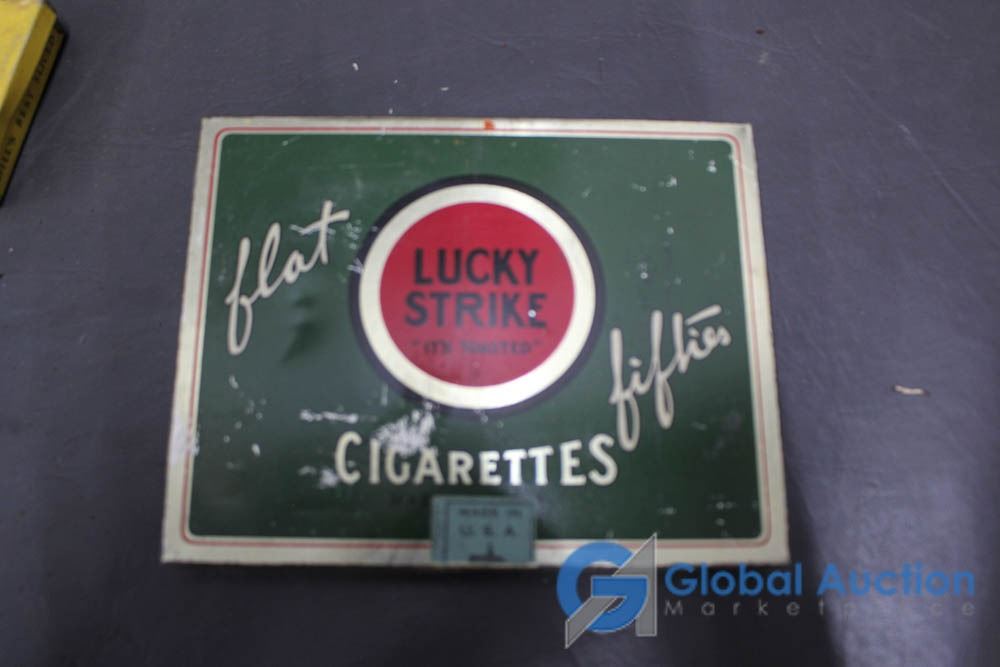 flat
LUCKY
STRIKE
"IT'S TOASTED"
fifties
CIGARETTES
MADE IN
U.S.A.
Global Auction
Marketplace